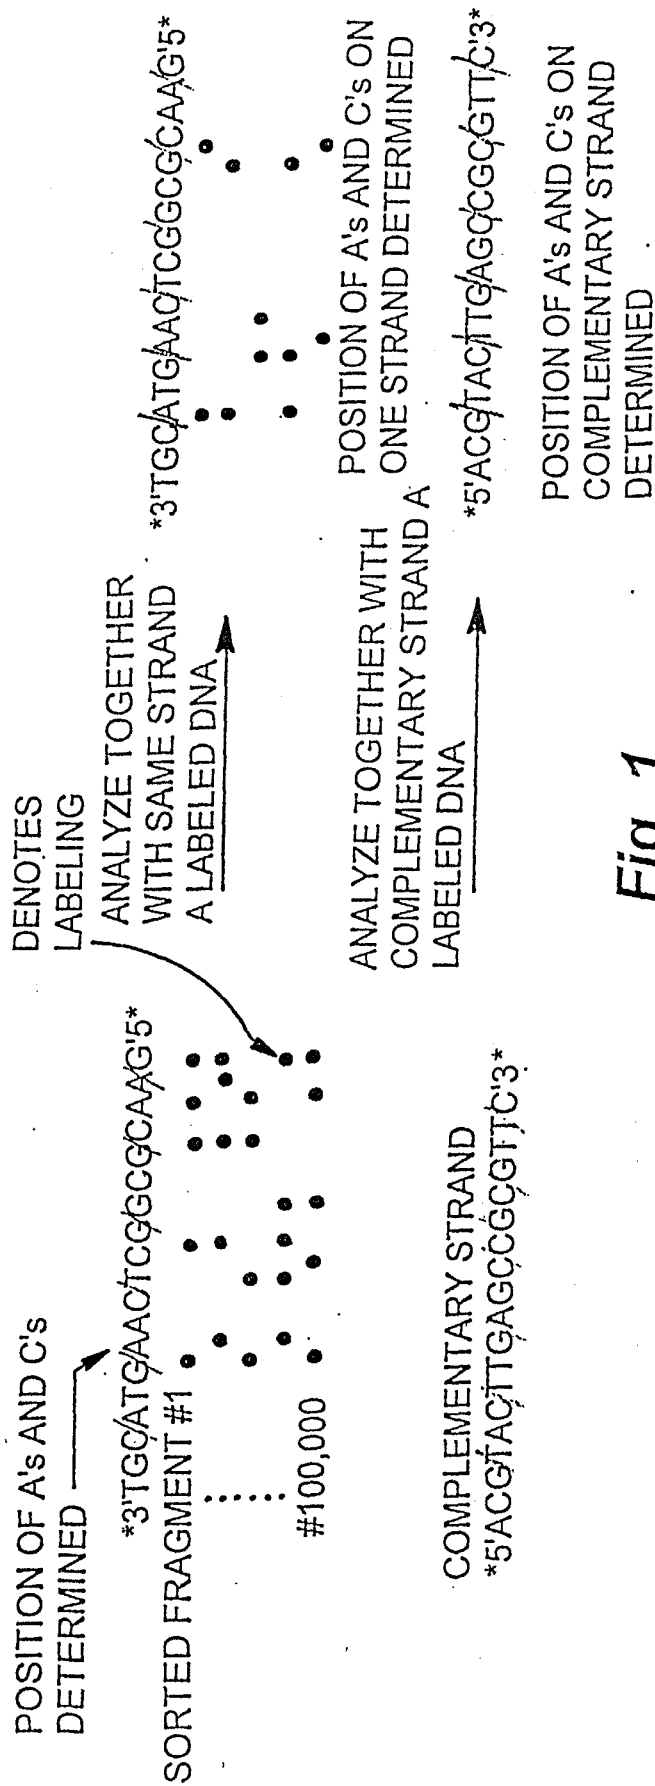 POSITION OF A's AND C's
DETERMINED
*3'TGCATGAACTCGGCGCAAG'5*
SORTED FRAGMENT #1
#100,000
COMPLEMENTARY STRAND
*5'ACGTACTTGAGCCGCGTTC'3*
DENOTES
LABELING
ANALYZE TOGETHER
WITH SAME STRAND
A LABELED DNA
ANALYZE TOGETHER WITH
COMPLEMENTARY STRAND A
LABELED DNA
*3'TGCATGAACTCGGCGCAAG'5*
POSITION OF A's AND C's ON
ONE STRAND DETERMINED
*5'ACGTACTTGAGCCGCGTTC'3*
POSITION OF A's AND C's ON
COMPLEMENTARY STRAND
DETERMINED
Fig. 1